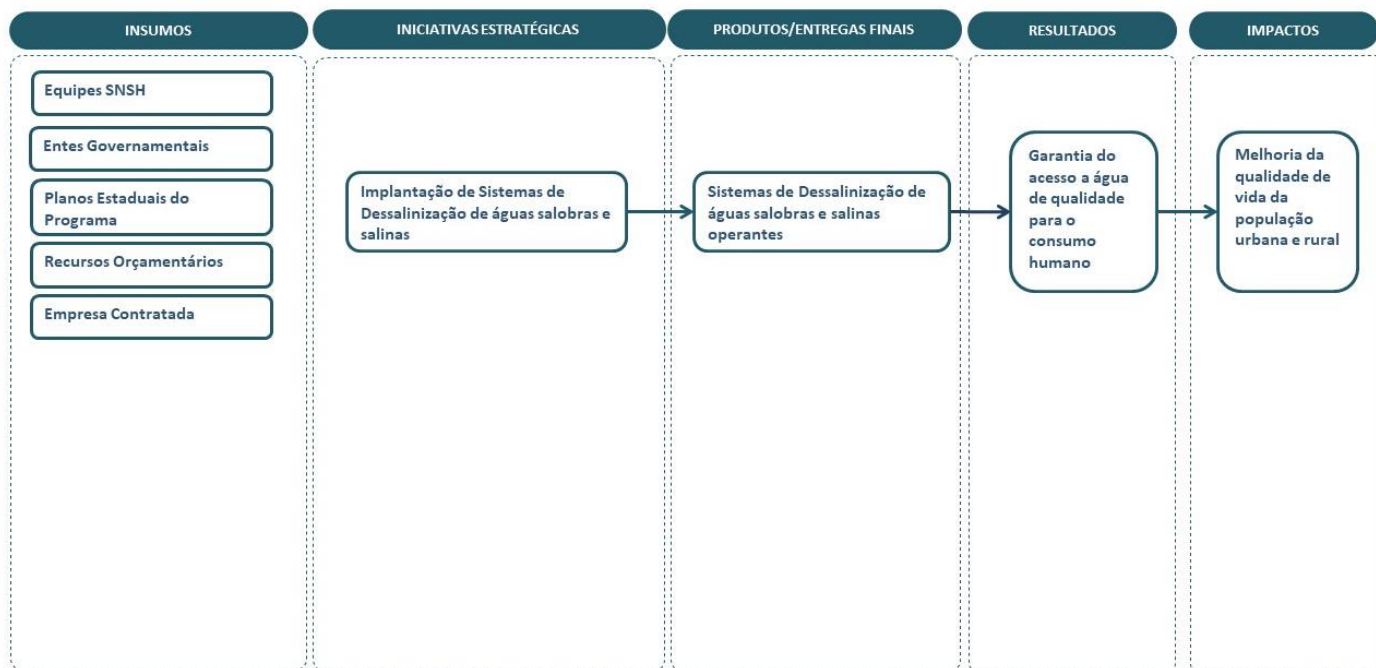 INSUMOS
INICIATIVAS ESTRATÉGICAS
PRODUTOS/ENTREGAS FINAIS
RESULTADOS
IMPACTOS
Equipes SNSH
Entes Governamentais
Planos Estaduais do
Programa
Recursos Orçamentários
Empresa Contratada
Implantação de Sistemas de
Dessalinização de águas salobras e
salinas
Sistemas de Dessalinização de
águas salobras e salinas
operantes
Garantia do
acesso a água
de qualidade
para o
consumo
humano
Melhoria da
qualidade de
vida da
população
urbana e rural